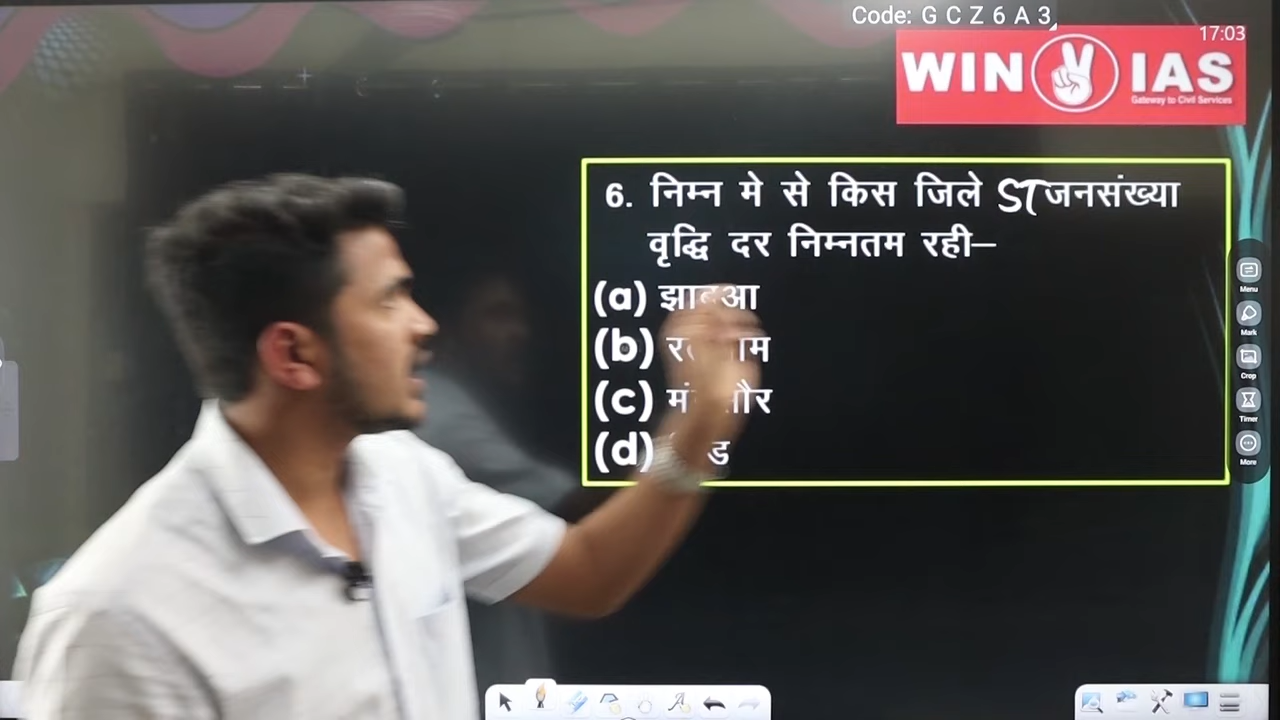 Code: G C Z 6 A 3
17:03
WIN IAS
Gateway to Civil Services
6. निम्न मे से किस जिले ST जनसंख्या
वृद्धि दर निम्नतम रही–
(a)
(b)
(c)
(d)
Menu
Mark
Crop
Timer
More